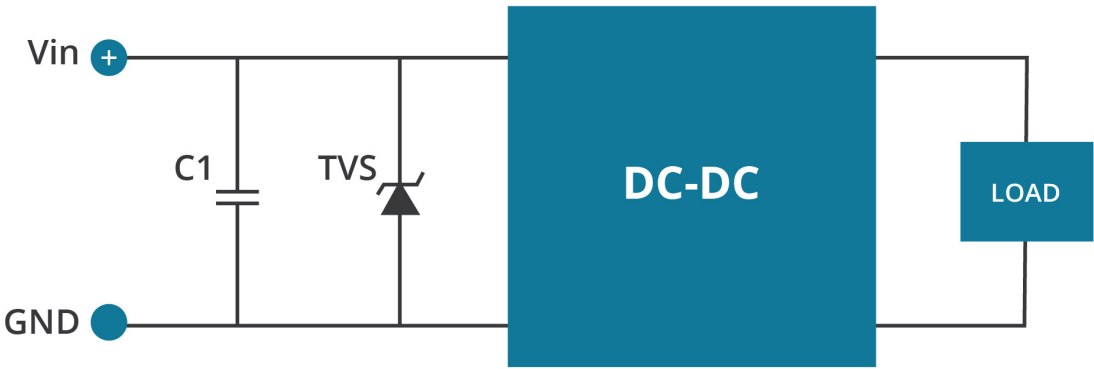 Vin +
C1
TVS
DC-DC
LOAD
GND